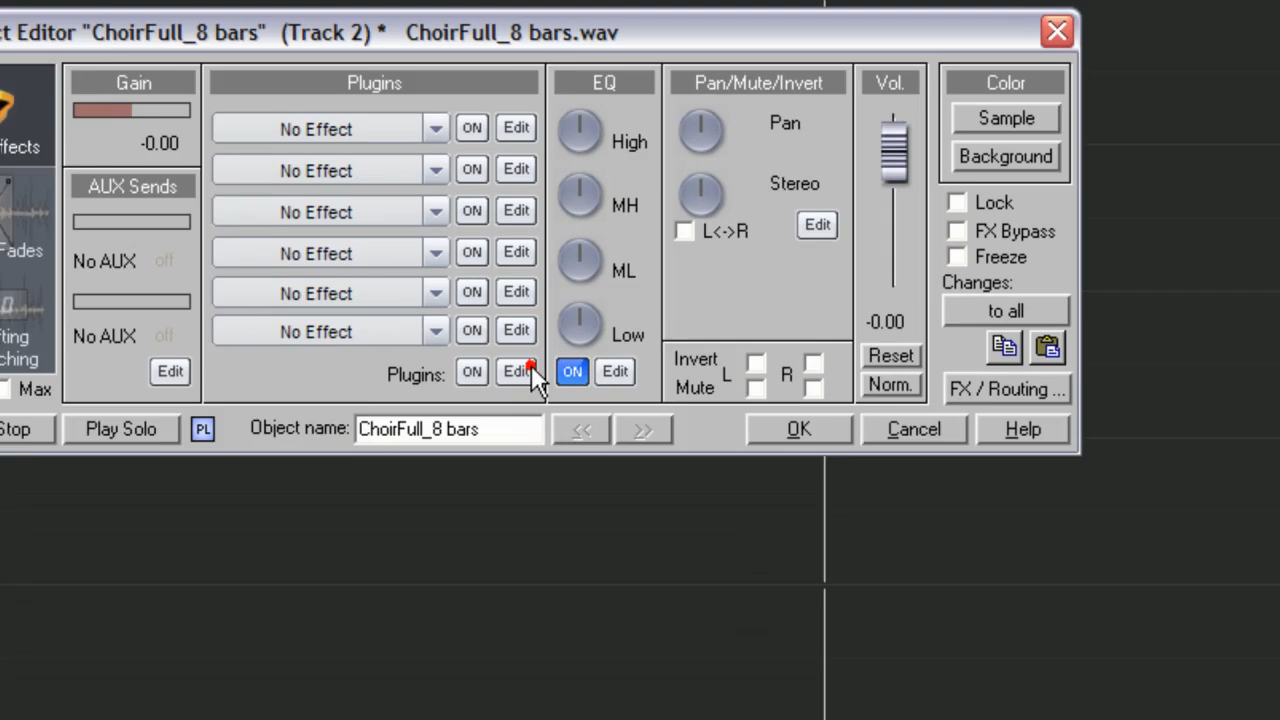 ct Editor "ChoirFull_8 bars" (Track 2) * ChoirFull_8 bars.wav
ffects
Fades
0
fting
ching
Max
Gain
-0.00
AUX Sends
No AUX off
No AUX off
Edit
Plugins
No Effect ON Edit
No Effect ON Edit
No Effect ON Edit
No Effect ON Edit
No Effect ON Edit
No Effect ON Edit
Plugins: ON Edit
EQ
High
MH
ML
Low
ON Edit
Pan/Mute/Invert
Pan
Stereo
L<->R Edit
Invert
Mute
L R
Vol.
-0.00
Reset
Norm.
Color
Sample
Background
Lock
FX Bypass
Freeze
Changes:
to all
FX / Routing ...
Stop Play Solo PL Object name: ChoirFull_8 bars << >> OK Cancel Help